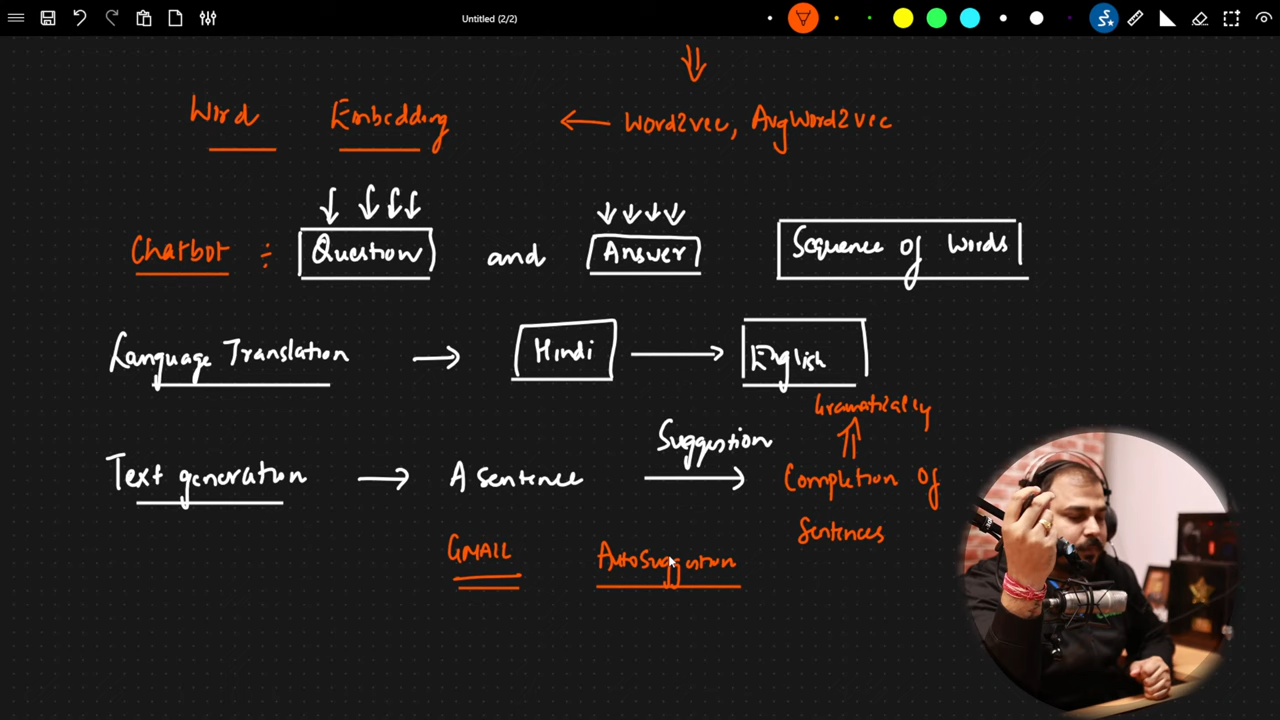 Untitled (2/2)
Word Embedding ← Word2vec, AvgWord2vec
Chatbot ÷ Question and Answer Sequence of words
Language Translation → Hindi → English
Gramatically
Suggestion
Text generation → A sentence → Completion of
Sentences
GMAIL AutoSuggestion